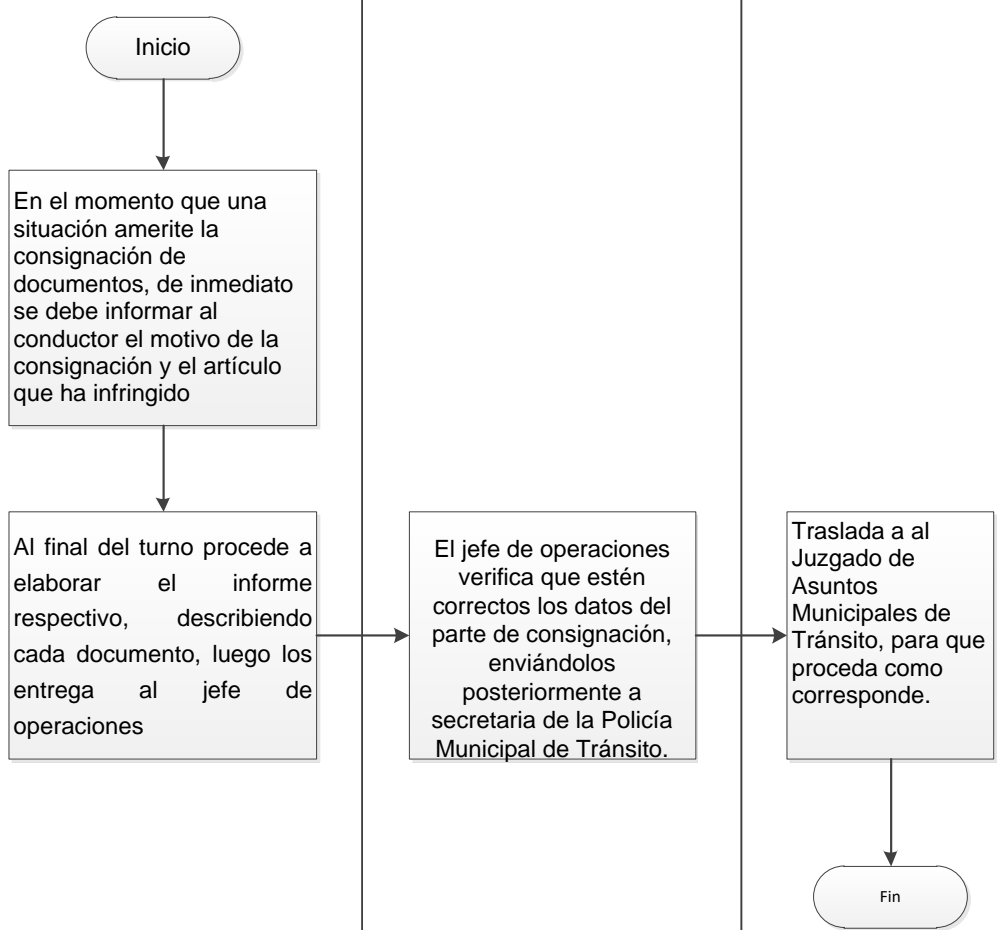 Inicio
En el momento que una
situación amerite la
consignación de
documentos, de inmediato
se debe informar al
conductor el motivo de la
consignación y el artículo
que ha infringido
Al final del turno procede a
elaborar el informe
respectivo, describiendo
cada documento, luego los
entrega al jefe de
operaciones
El jefe de operaciones
verifica que estén
correctos los datos del
parte de consignación,
enviándolos
posteriormente a
secretaria de la Policía
Municipal de Tránsito.
Traslada a al
Juzgado de
Asuntos
Municipales de
Tránsito, para que
proceda como
corresponde.
Fin